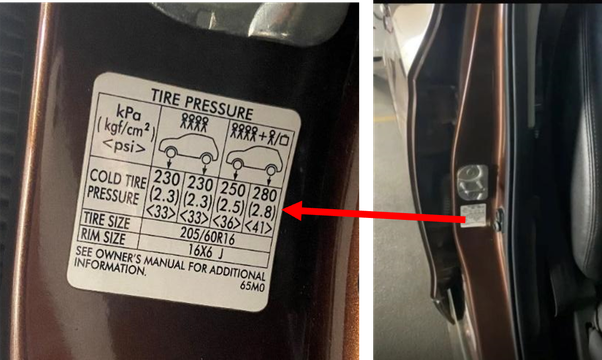 TIRE PRESSURE
kPa
(kgf/cm²)
<psi>
+ /
COLD TIRE PRESSURE 230 230 250 280
(2.3) (2.3) (2.5) (2.8)
<33> <33> <36> <41>
TIRE SIZE 205/60R16
RIM SIZE 16X6 J
SEE OWNER'S MANUAL FOR ADDITIONAL
INFORMATION.
65M0